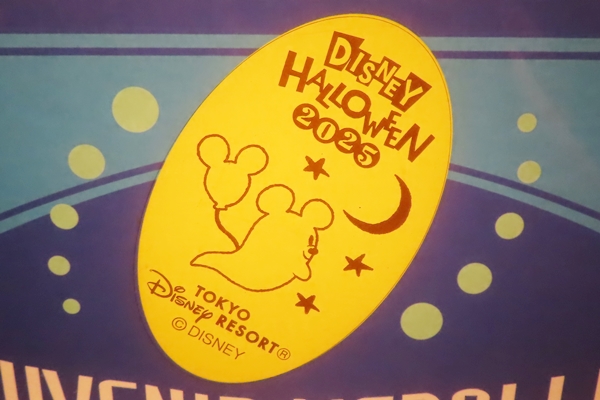 DISNEY
HALLOWEEN
2025
TOKYO
Disney RESORT®
© DISNEY